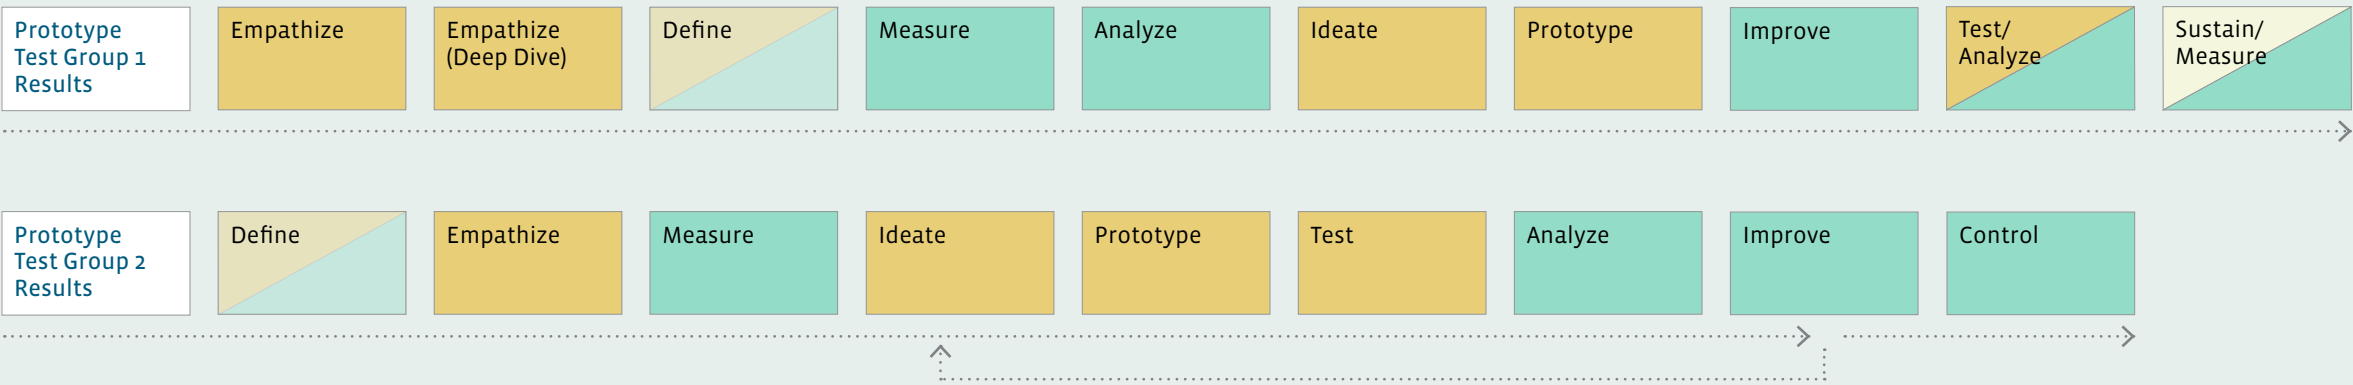 Prototype
Test Group 1
Results
Empathize
Empathize
(Deep Dive)
Define
Measure
Analyze
Ideate
Prototype
Improve
Test/
Analyze
Sustain/
Measure
Prototype
Test Group 2
Results
Define
Empathize
Measure
Ideate
Prototype
Test
Analyze
Improve
Control